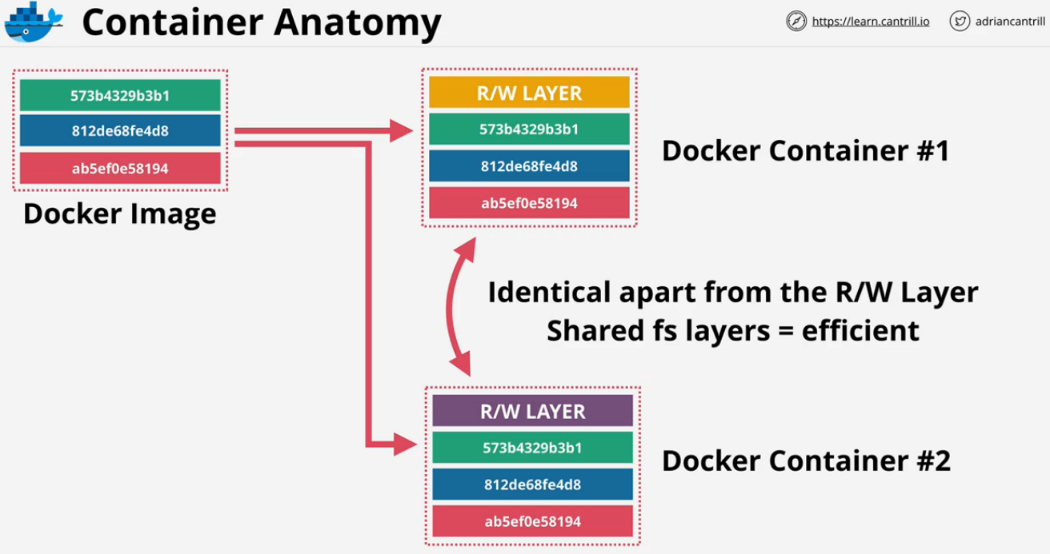 Container Anatomy
https://learn.cantrill.io
adriancantrill
573b4329b3b1
812de68fe4d8
ab5ef0e58194
Docker Image
R/W LAYER
573b4329b3b1
812de68fe4d8
ab5ef0e58194
Docker Container #1
Identical apart from the R/W Layer
Shared fs layers = efficient
R/W LAYER
573b4329b3b1
812de68fe4d8
ab5ef0e58194
Docker Container #2